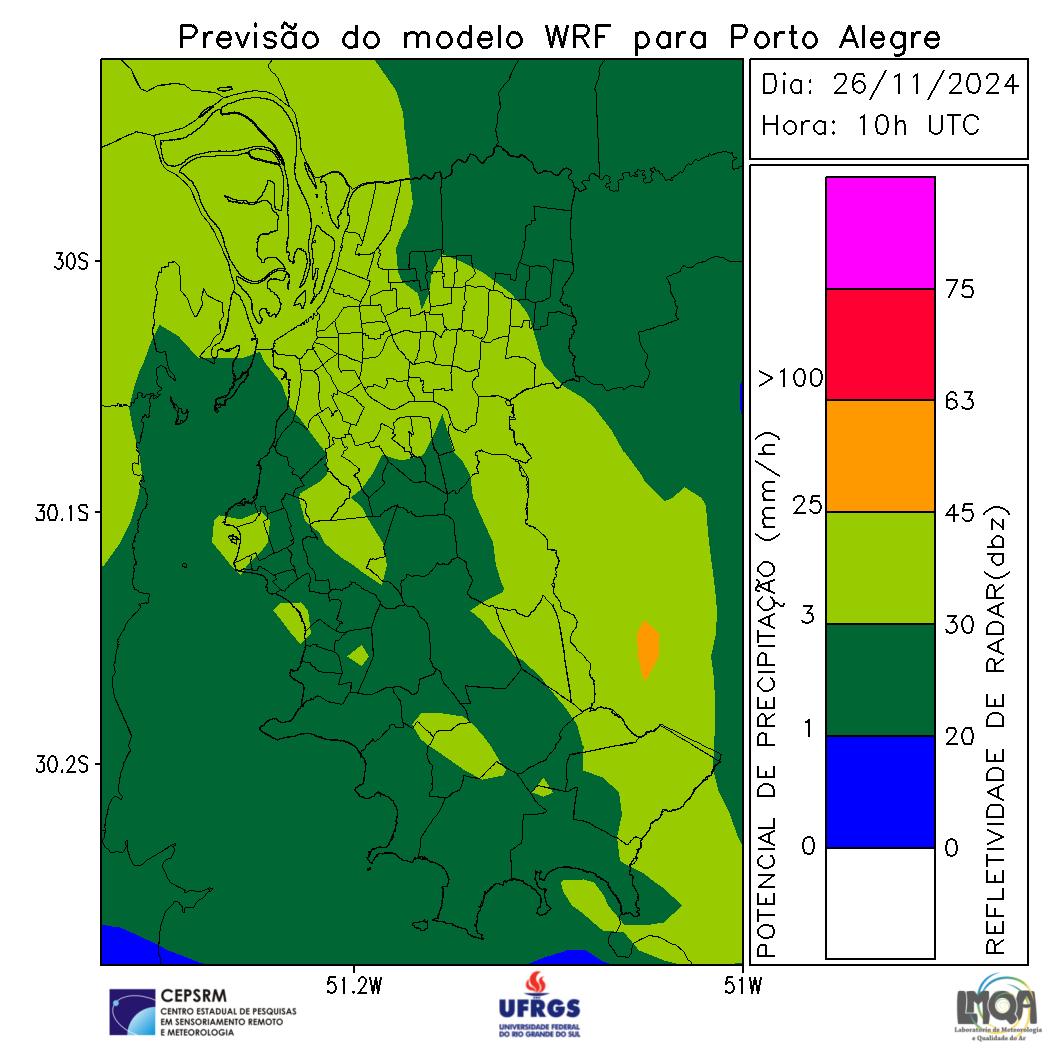 Previsão do modelo WRF para Porto Alegre
Dia: 26/11/2024
Hora: 10h UTC
30S
30.1S
30.2S
51.2W
51W
POTENCIAL DE PRECIPITAÇÃO (mm/h)
>100
25
3
1
0
75
63
45
30
20
0
REFLETIVIDADE DE RADAR(dbz)
CEPSRM
CENTRO ESTADUAL DE PESQUISAS
EM SENSORIAMENTO REMOTO
E METEOROLOGIA
UFRGS
UNIVERSIDADE FEDERAL
DO RIO GRANDE DO SUL
LMQA
Laboratório de Meteorologia
e Qualidade do Ar